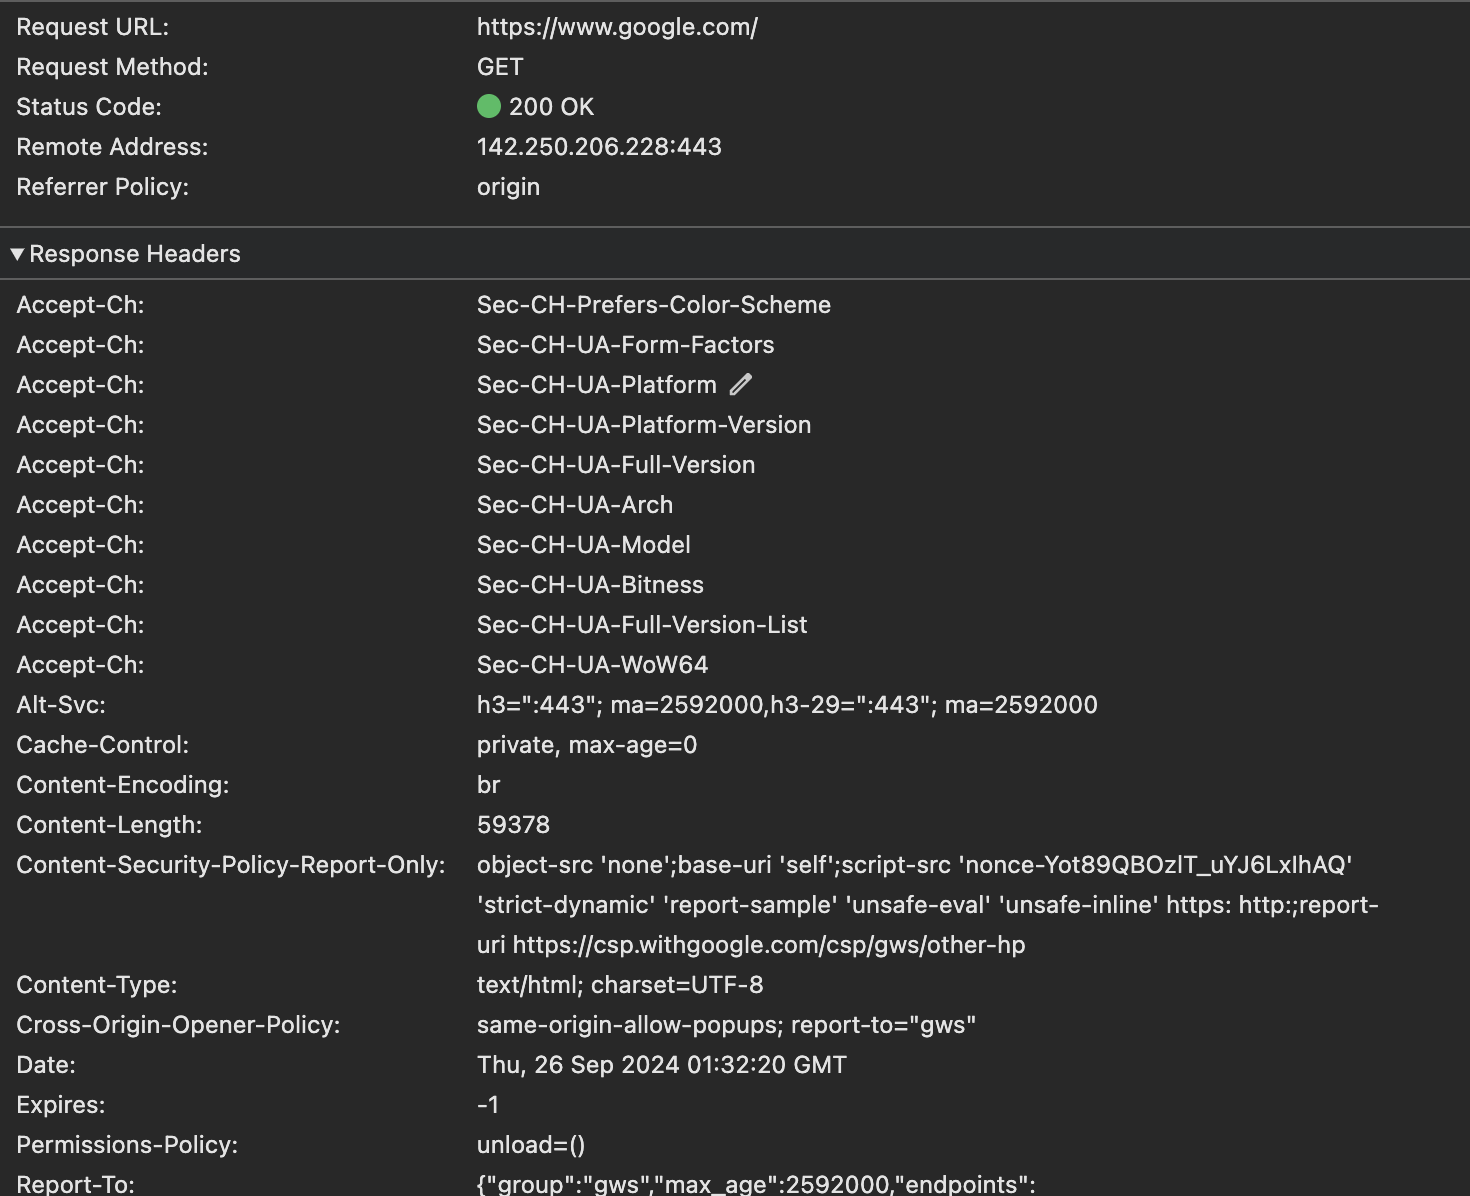 Request URL: https://www.google.com/
Request Method: GET
Status Code: 200 OK
Remote Address: 142.250.206.228:443
Referrer Policy: origin
Response Headers
Accept-Ch: Sec-CH-Prefers-Color-Scheme
Accept-Ch: Sec-CH-UA-Form-Factors
Accept-Ch: Sec-CH-UA-Platform
Accept-Ch: Sec-CH-UA-Platform-Version
Accept-Ch: Sec-CH-UA-Full-Version
Accept-Ch: Sec-CH-UA-Arch
Accept-Ch: Sec-CH-UA-Model
Accept-Ch: Sec-CH-UA-Bitness
Accept-Ch: Sec-CH-UA-Full-Version-List
Accept-Ch: Sec-CH-UA-WoW64
Alt-Svc: h3=":443"; ma=2592000,h3-29=":443"; ma=2592000
Cache-Control: private, max-age=0
Content-Encoding: br
Content-Length: 59378
Content-Security-Policy-Report-Only: object-src 'none';base-uri 'self';script-src 'nonce-Yot89QBOzlT_uYJ6LxIhAQ'
'strict-dynamic' 'report-sample' 'unsafe-eval' 'unsafe-inline' https: http:;report-
uri https://csp.withgoogle.com/csp/gws/other-hp
Content-Type: text/html; charset=UTF-8
Cross-Origin-Opener-Policy: same-origin-allow-popups; report-to="gws"
Date: Thu, 26 Sep 2024 01:32:20 GMT
Expires: -1
Permissions-Policy: unload=()
Report-To: {"group":"gws","max_age":2592000,"endpoints":